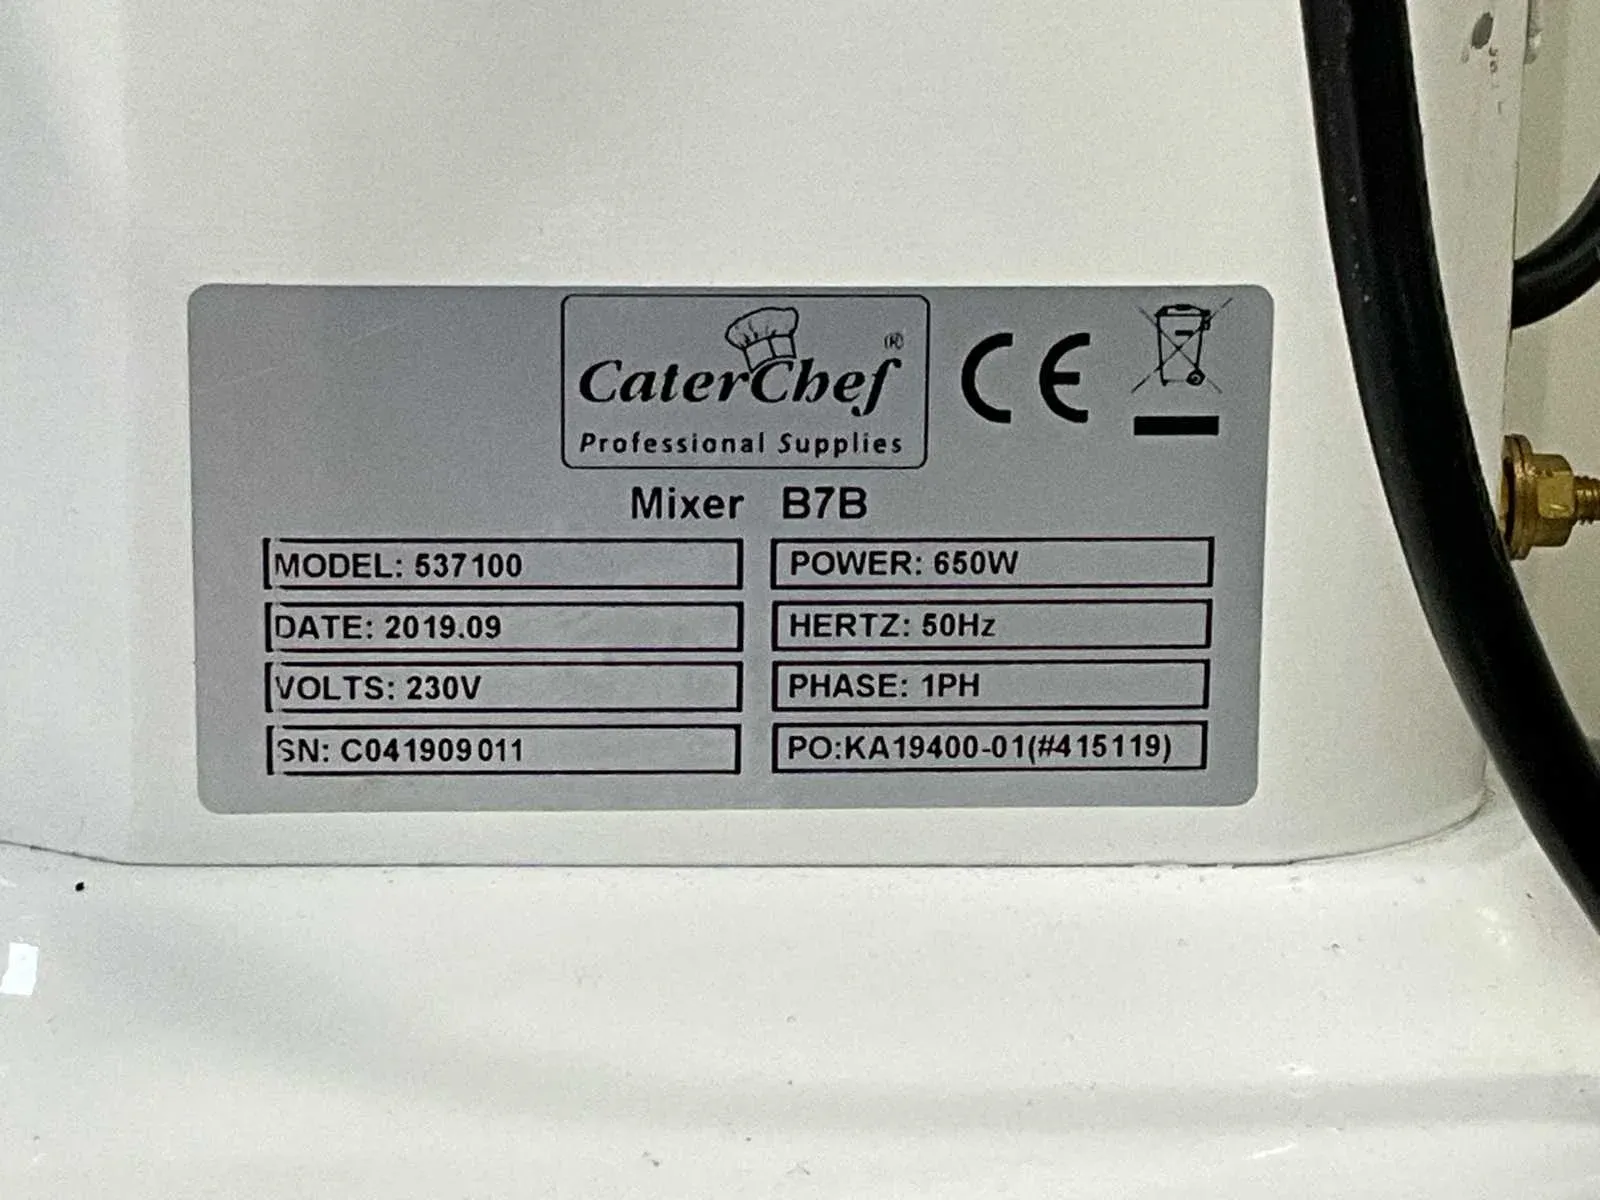 CaterChef®
Professional Supplies
CE
Mixer B7B
MODEL: 537100
POWER: 650W
DATE: 2019.09
HERTZ: 50Hz
VOLTS: 230V
PHASE: 1PH
SN: C041909011
PO:KA19400-01(#415119)